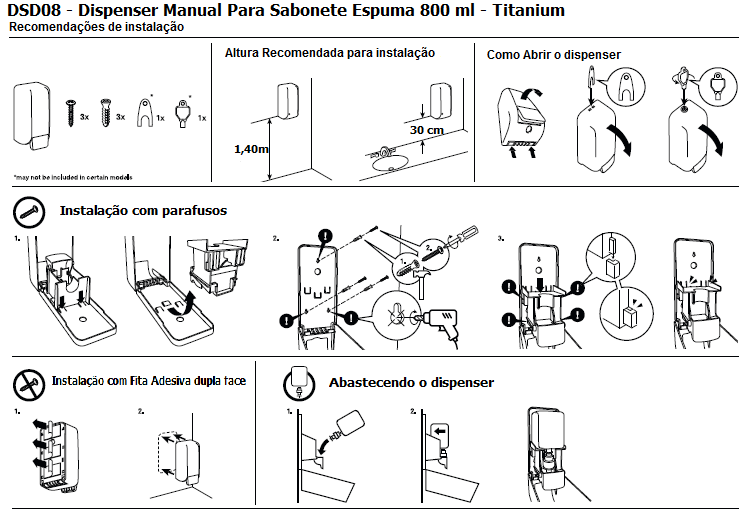 DSD08 - Dispenser Manual Para Sabonete Espuma 800 ml - Titanium
Recomendações de instalação
3x
3x
*
1x
*
1x
*may not be included in certain models
Altura Recomendada para instalação
1,40m
30 cm
Como Abrir o dispenser
Instalação com parafusos
1.
2.
2.
3.
Instalação com Fita Adesiva dupla face
1.
2.
Abastecendo o dispenser
1.
2.